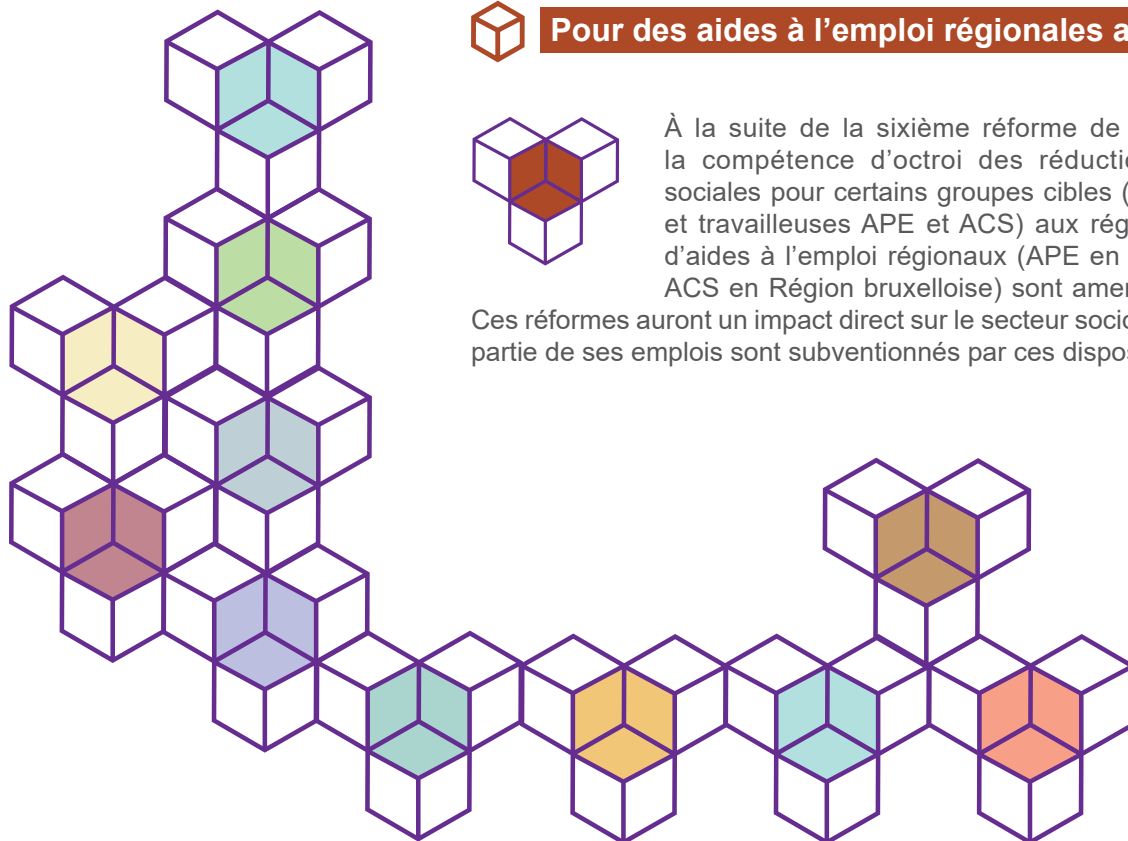 Pour des aides à l’emploi régionales a
À la suite de la sixième réforme de
la compétence d’octroi des réducti
sociales pour certains groupes cibles (
et travailleuses APE et ACS) aux rég
d’aides à l’emploi régionaux (APE en
ACS en Région bruxelloise) sont amer
Ces réformes auront un impact direct sur le secteur socio
partie de ses emplois sont subventionnés par ces dispos